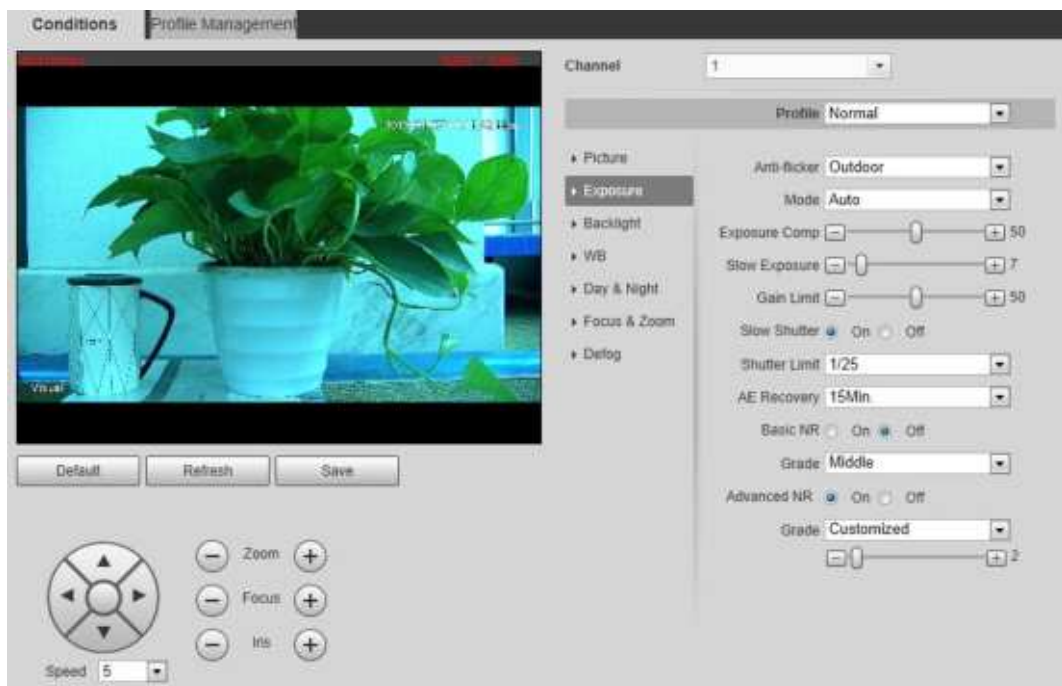 Conditions
Profile Management
Channel
1
Profile Normal
Picture
Exposure
Backlight
WB
Day & Night
Focus & Zoom
Defog
Anti-flicker Outdoor
Mode Auto
Exposure Comp 50
Slow Exposure 7
Gain Limit 50
Slow Shutter On Off
Shutter Limit 1/25
AE Recovery 15Min.
Basic NR On Off
Grade Middle
Advanced NR On Off
Grade Customized
2
Visual
Default
Refresh
Save
Zoom
Focus
Iris
Speed 5